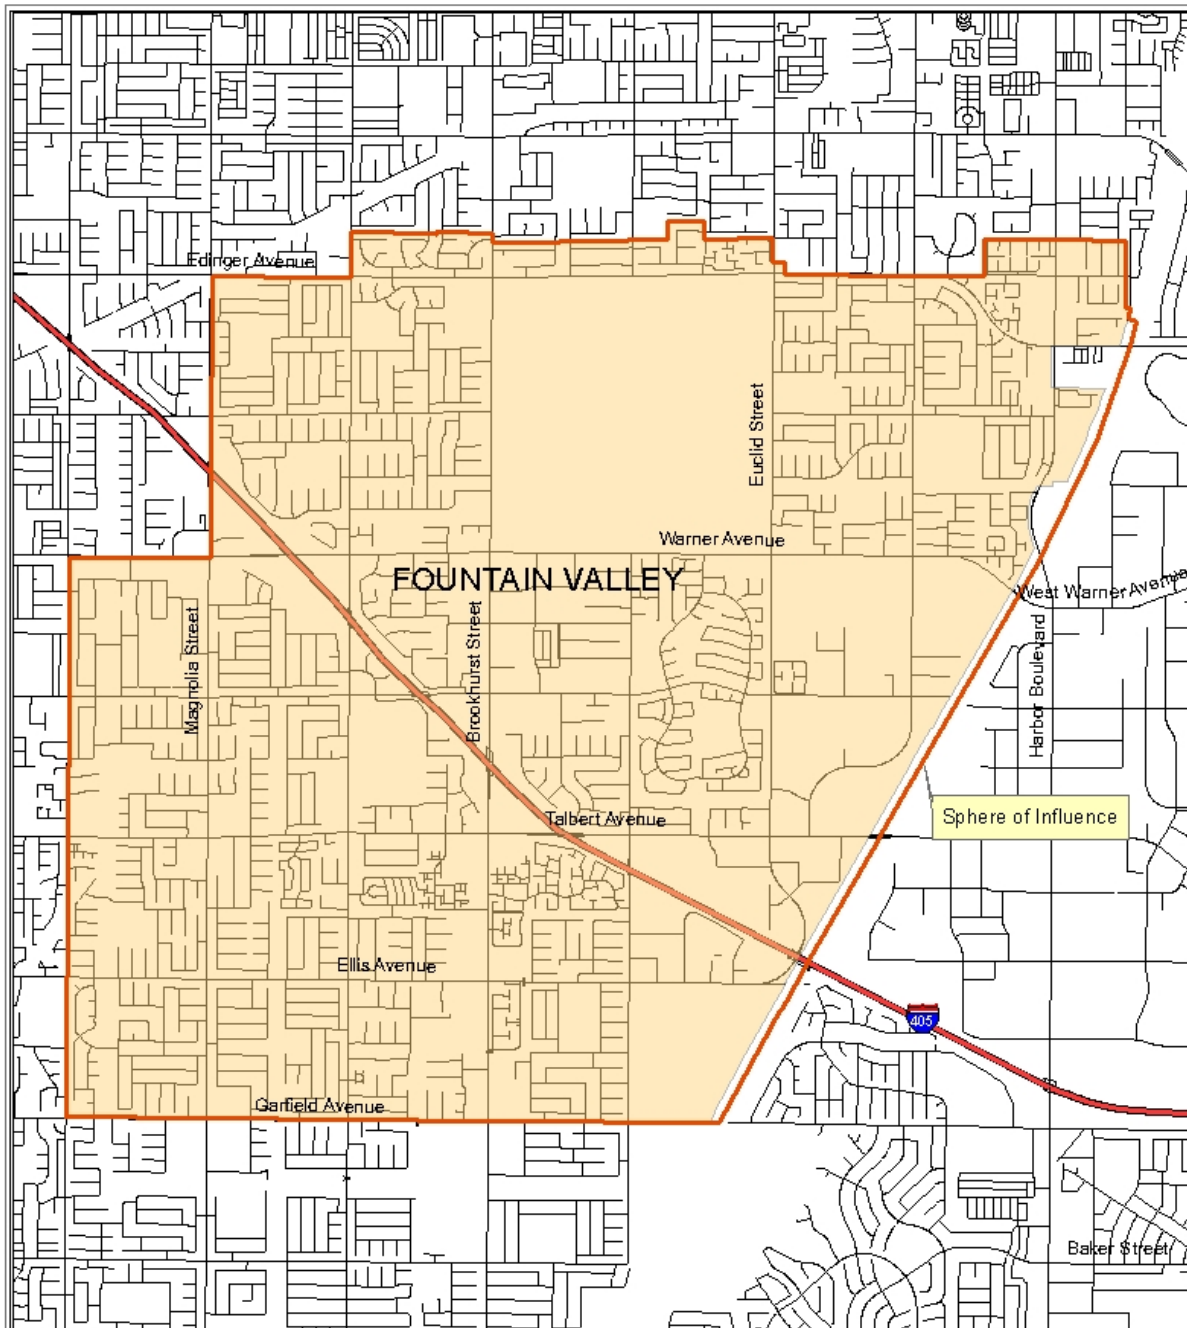 Edinger Avenue
Euclid Street
Warner Avenue
FOUNTAIN VALLEY
West Warner Avenue
Magnolia Street
Brookhurst Street
Harbor Boulevard
Talbert Avenue
Sphere of Influence
Ellis Avenue
405
Garfield Avenue
Baker Street